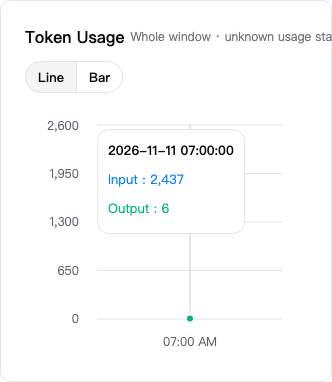 Token Usage Whole window · unknown usage sta
Line Bar
2,600
2026-11-11 07:00:00
1,950
Input : 2,437
Output : 6
1,300
650
0
07:00 AM